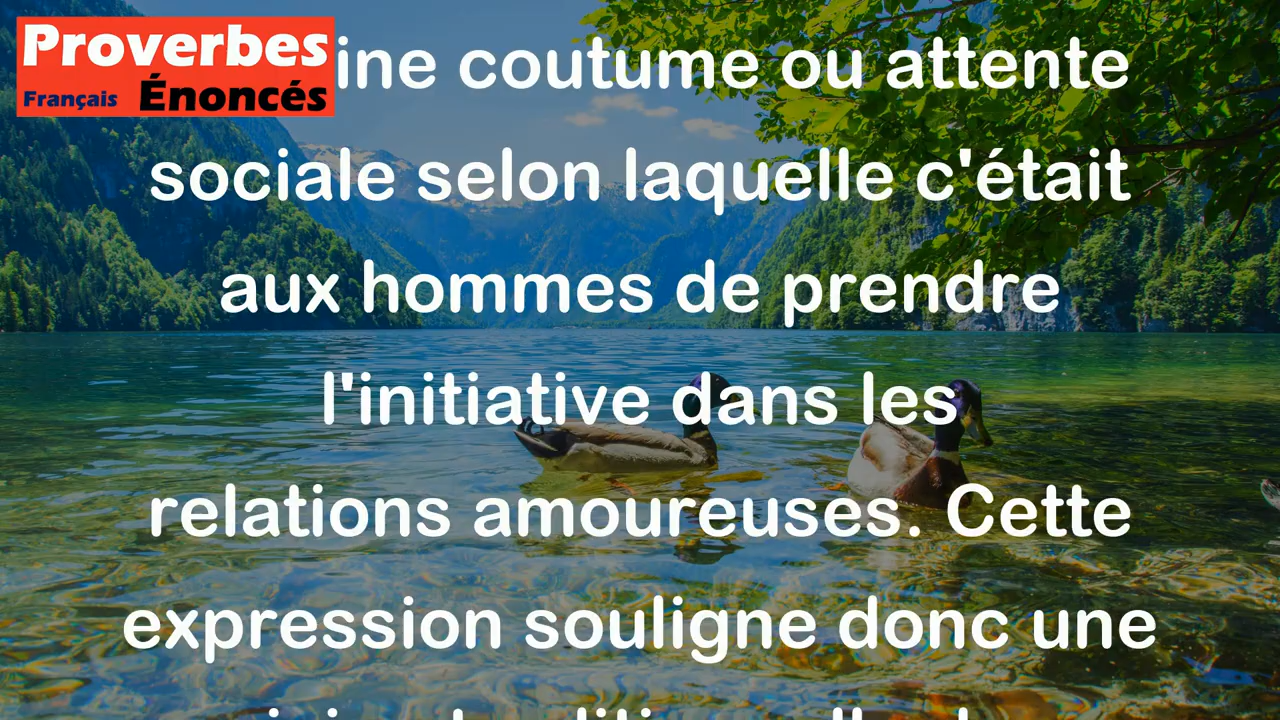 Proverbes
Français Énoncés
ine coutume ou attente
sociale selon laquelle c'était
aux hommes de prendre
l'initiative dans les
relations amoureuses. Cette
expression souligne donc une